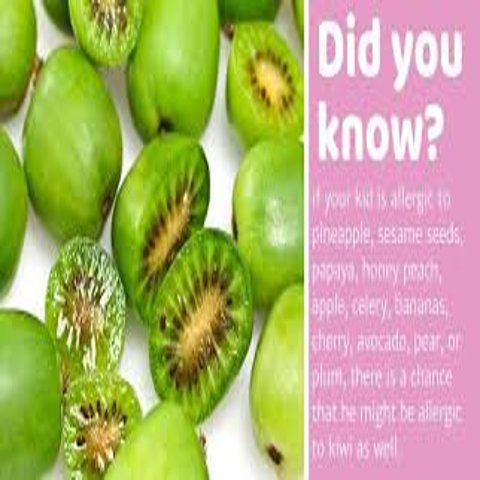 Did you
know?
if your kid is allergic to
pineapple, sesame seeds,
papaya, honey peach,
apple, celery, bananas,
cherry, avocado, pear, or
plum, there is a chance
that he might be allergic
to kiwi as well